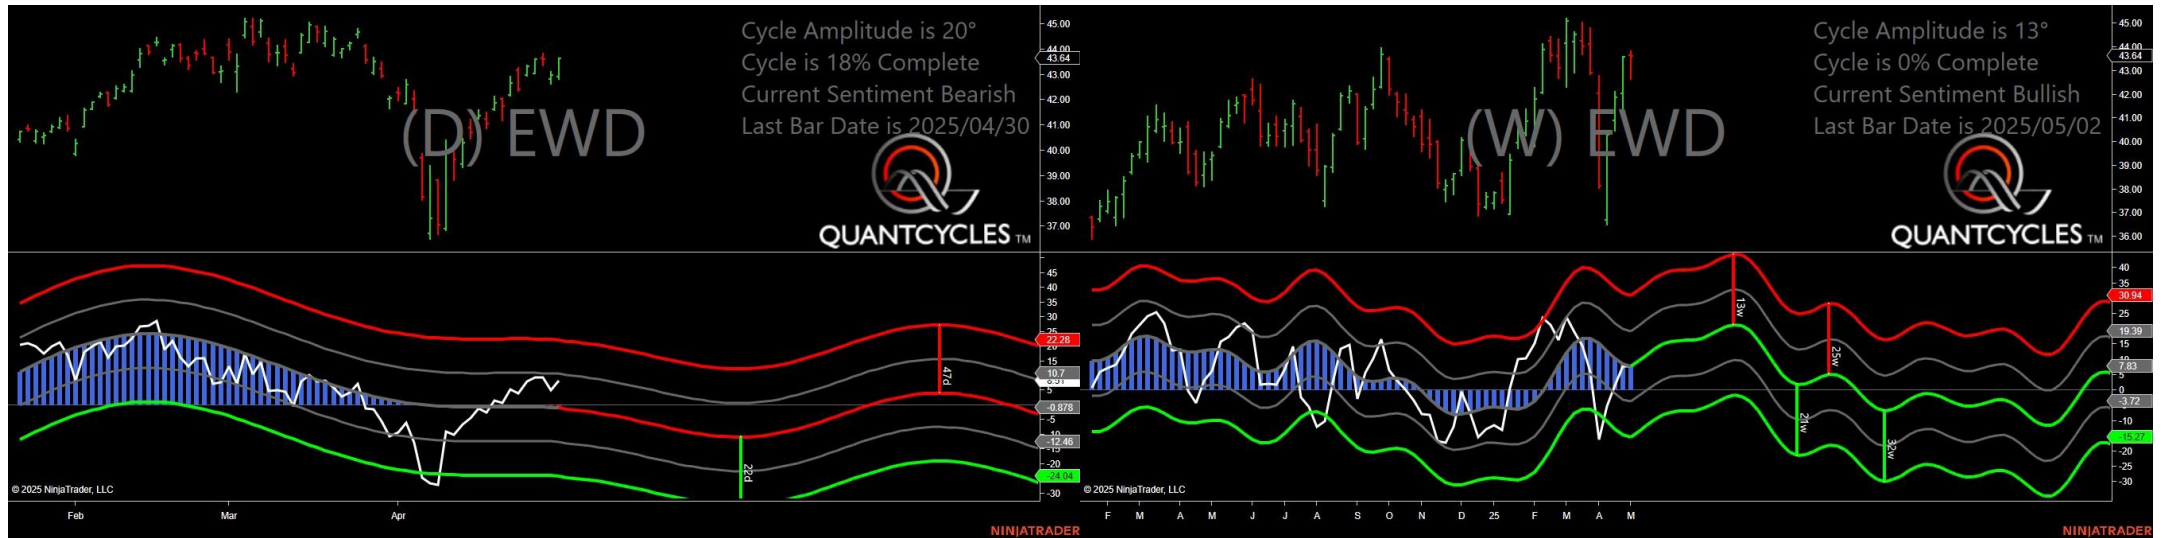 Cycle Amplitude is 20°
Cycle is 18% Complete
Current Sentiment Bearish
Last Bar Date is 2025/04/30
(D) EWD
QUANTCYCLES TM
45.00
44.00
43.64
43.00
42.00
41.00
40.00
39.00
38.00
37.00
45
40
35
30
25
22.28
15
10.7
5
-0.878
-5
-12.46
-20
-24.04
-30
47d
22d
© 2025 NinjaTrader, LLC
Feb Mar Apr
NINJATRADER
Cycle Amplitude is 13°
Cycle is 0% Complete
Current Sentiment Bullish
Last Bar Date is 2025/05/02
(W) EWD
QUANTCYCLES TM
45.00
44.00
43.64
43.00
42.00
41.00
40.00
39.00
38.00
37.00
36.00
40
35
30.94
25
19.39
15
7.83
5
0
-3.72
-10
-15.27
-20
-25
-30
13w
25w
21w
32w
© 2025 NinjaTrader, LLC
F M A M J J A S O N D 25 F M A M
NINJATRADER